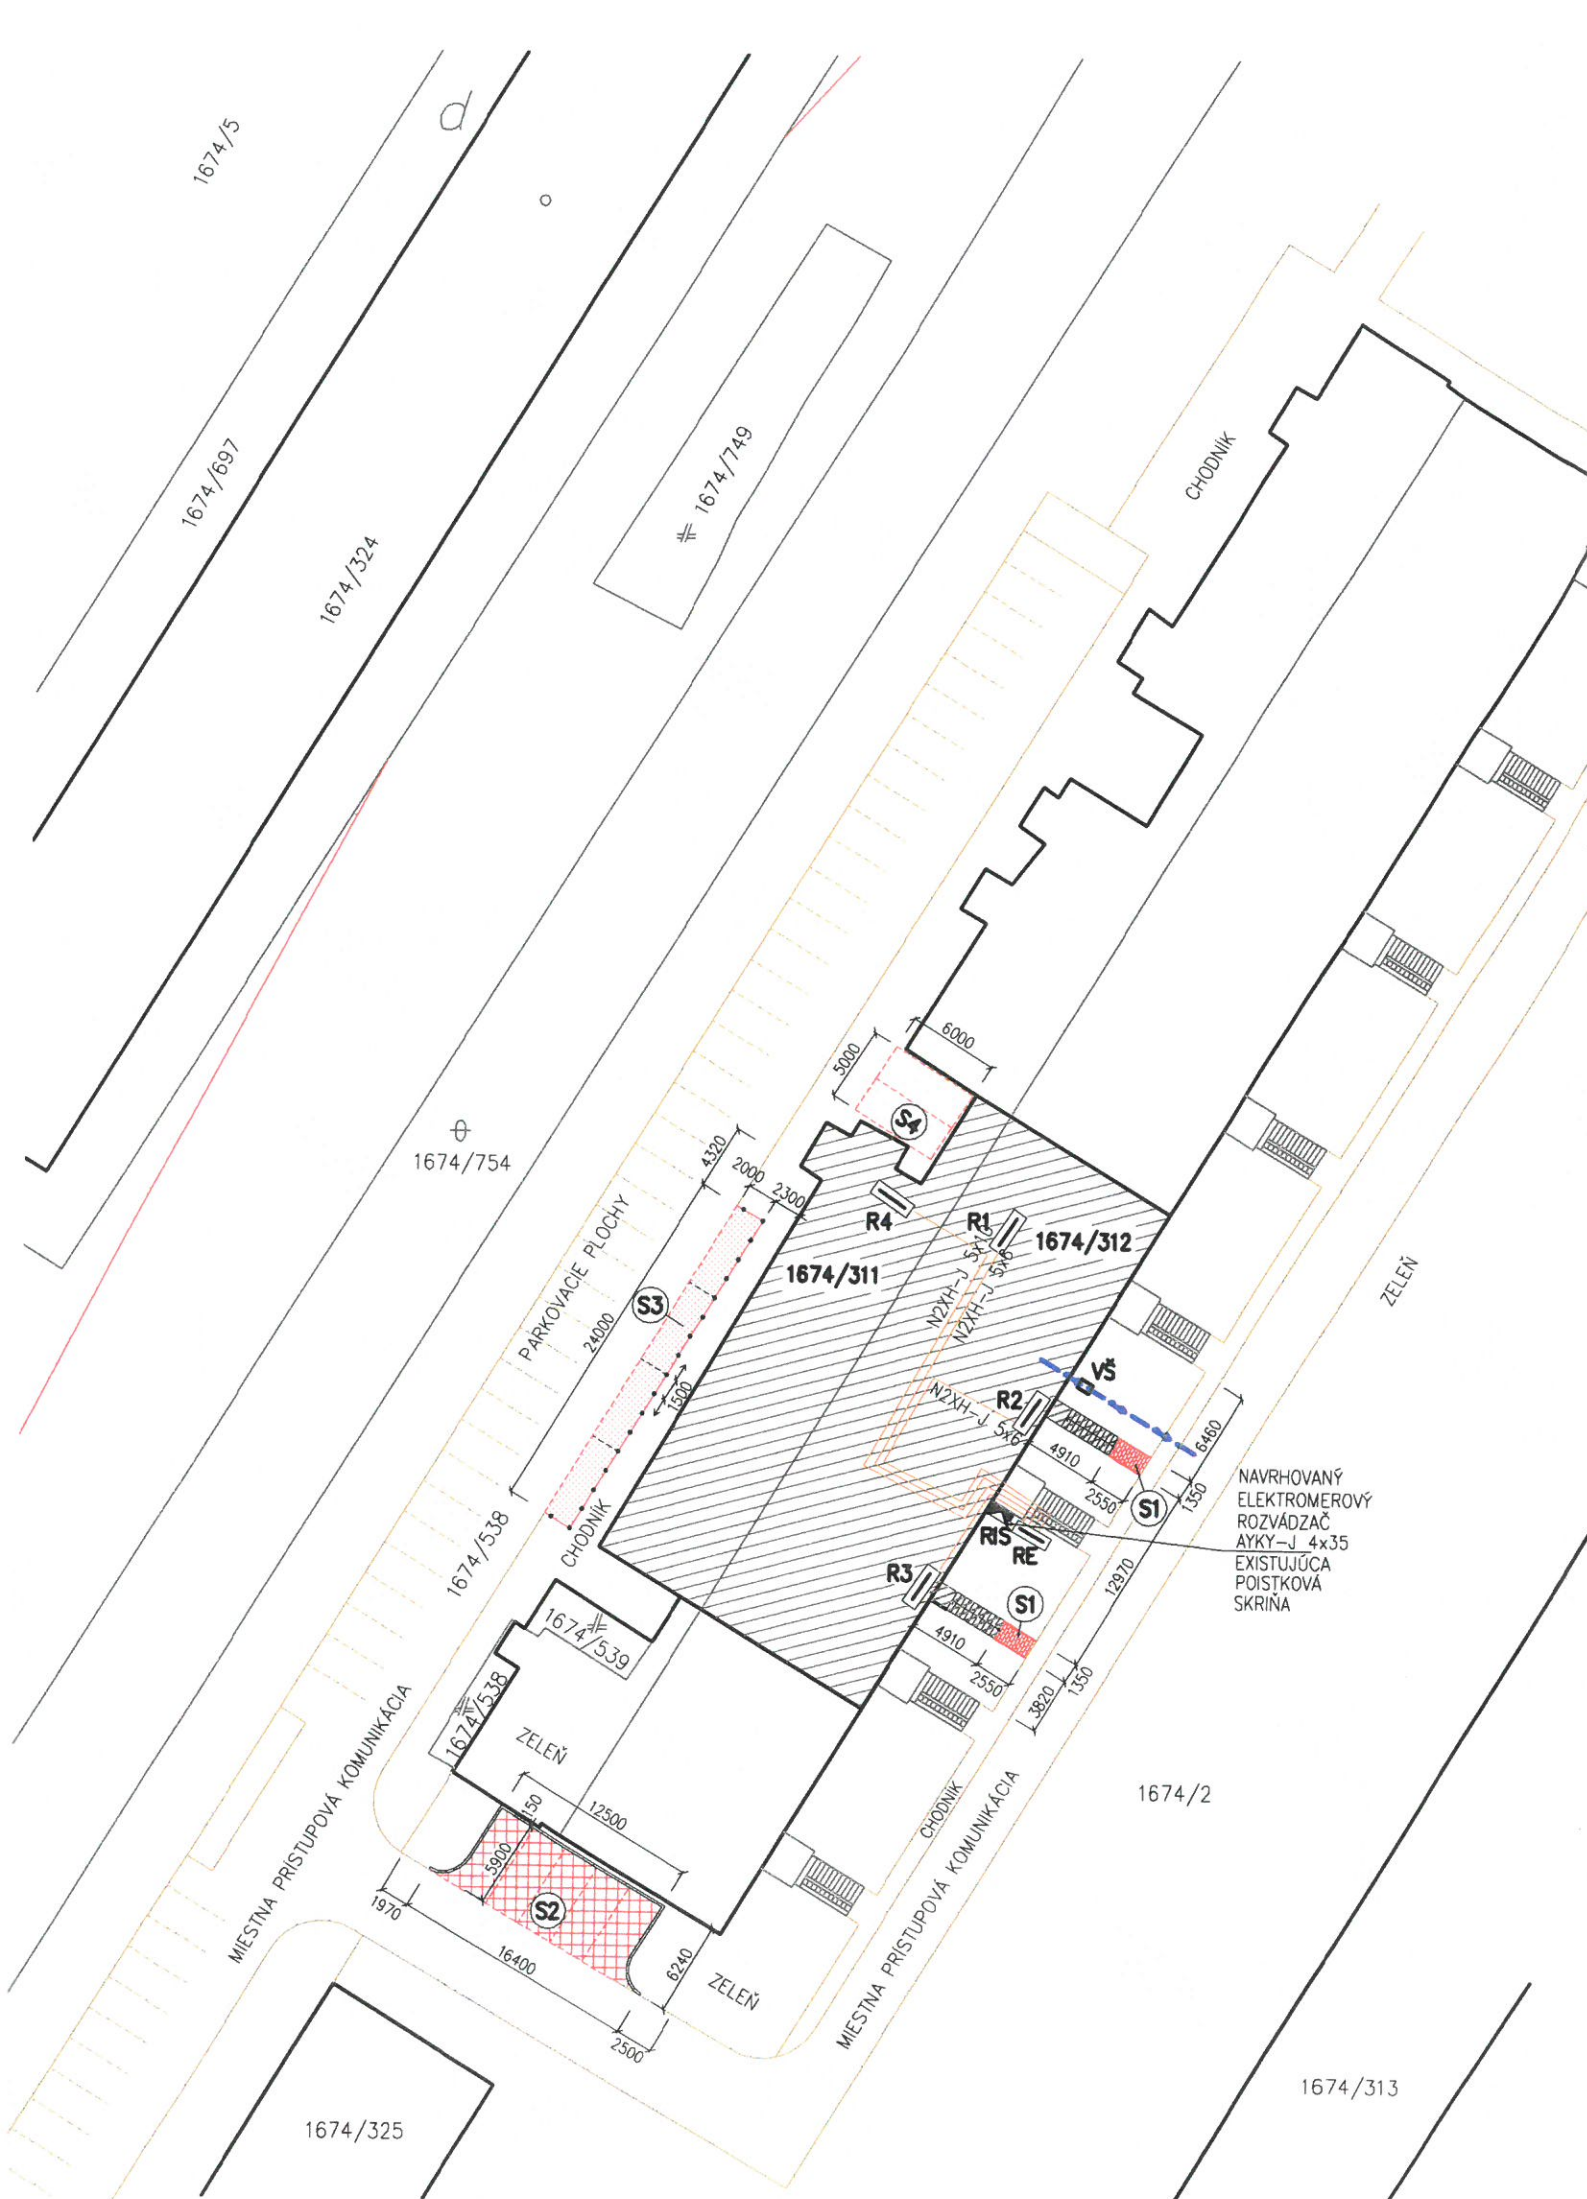 1674/5
1674/697
1674/324
1674/749
CHODNÍK
1674/754
PARKOVACIE PLOCHY
6000
5000
S4
4320
2000
2300
R4
R1
1674/312
1674/311
N2XH-J 5x10
N2XH-J 5x6
ZELEŇ
S3
24000
1500
VŠ
R2
N2XH-J 5x6
4910
2550
S1
6460
1350
NAVRHOVANÝ
ELEKTROMEROVÝ
ROZVÁDZAČ
AYKY-J 4x35
EXISTUJÚCA
POISTKOVÁ
SKRIŇA
RIS
RE
12970
R3
S1
4910
2550
3820
1350
1674/538
CHODNÍK
1674/539
1674/538
ZELEŇ
MIESTNA PRÍSTUPOVÁ KOMUNIKÁCIA
150
12500
5900
S2
1970
16400
2500
6240
ZELEŇ
CHODNÍK
MIESTNA PRÍSTUPOVÁ KOMUNIKÁCIA
1674/2
1674/325
1674/313